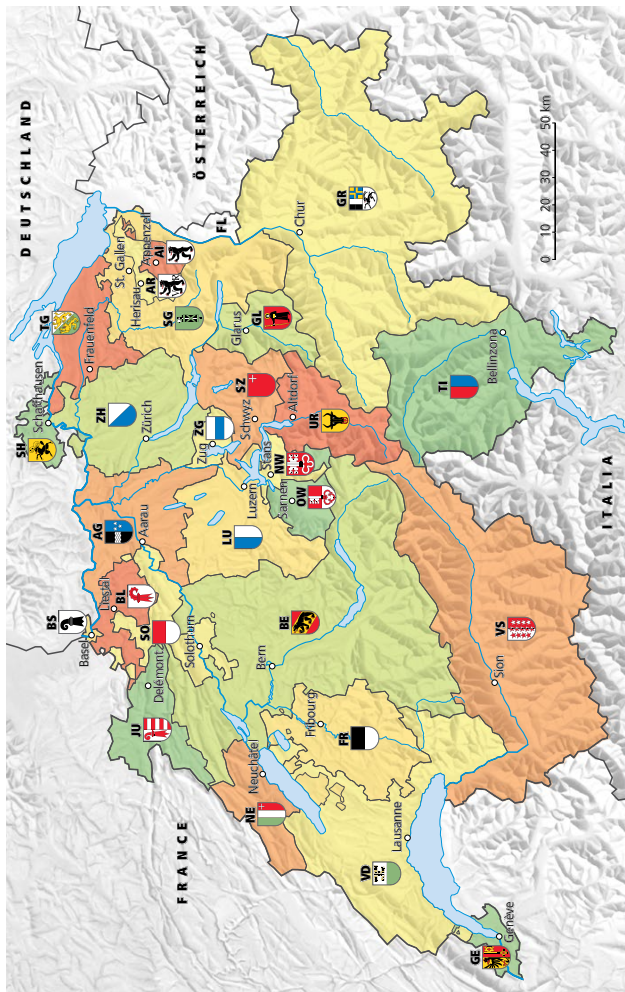 DEUTSCHLAND
ÖSTERREICH
FRANCE
ITALIA
FL
SH
Schaffhausen
TG
Frauenfeld
BS
Basel
Liestal
BL
AG
Aarau
ZH
Zürich
St. Gallen
Appenzell
AI
AR
Herisau
SG
JU
Delémont
SO
Solothurn
LU
Luzern
ZG
Zug
SZ
Schwyz
Glarus
GL
NE
Neuchâtel
BE
Bern
Sarnen
OW
Stans
NW
Altdorf
UR
Chur
GR
FR
Fribourg
VD
Lausanne
VS
Sion
TI
Bellinzona
GE
Genève
0 10 20 30 40 50 km